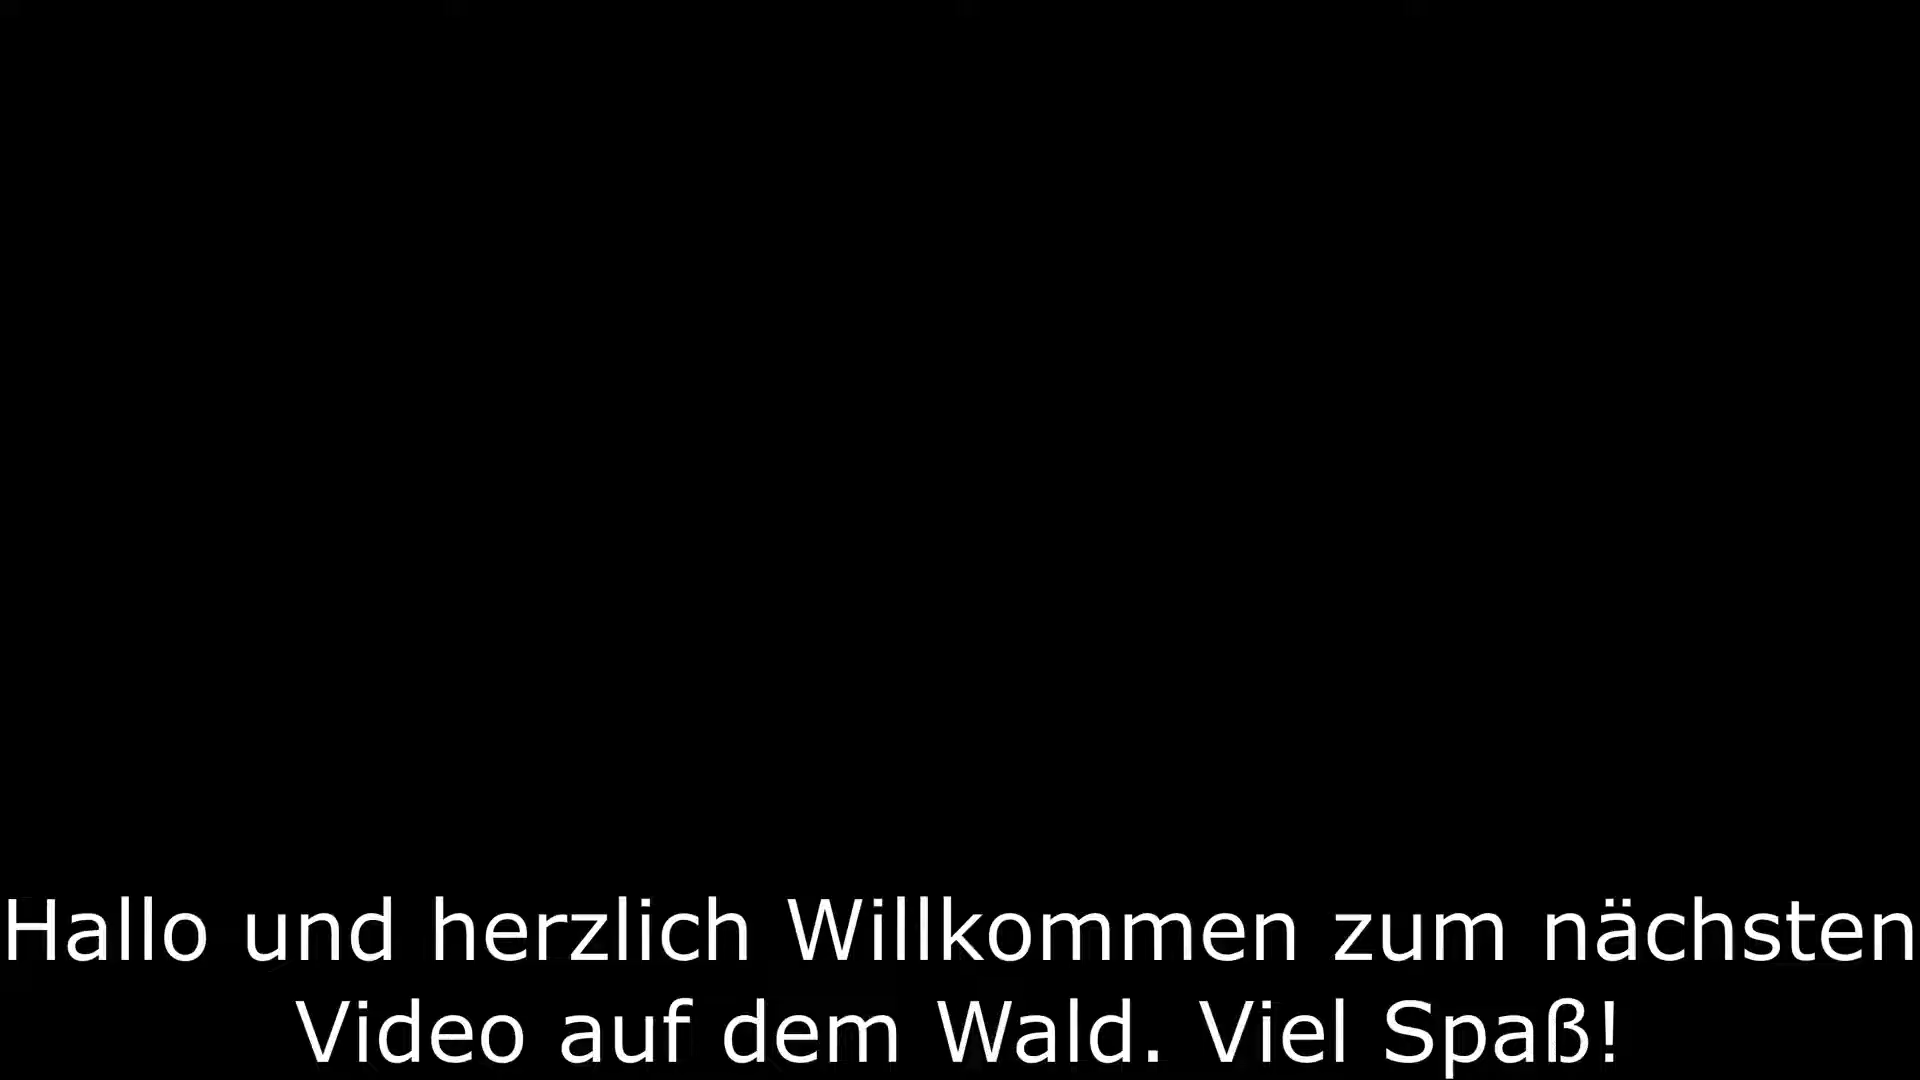 Hallo und herzlich Willkommen zum nächsten
Video auf dem Wald. Viel Spaß!